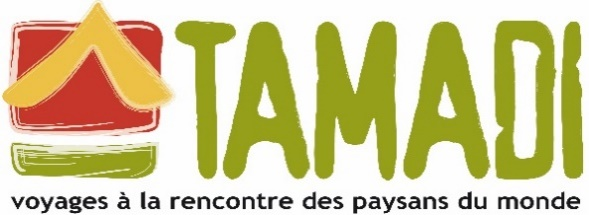 TAMADI
voyages à la rencontre des paysans du monde